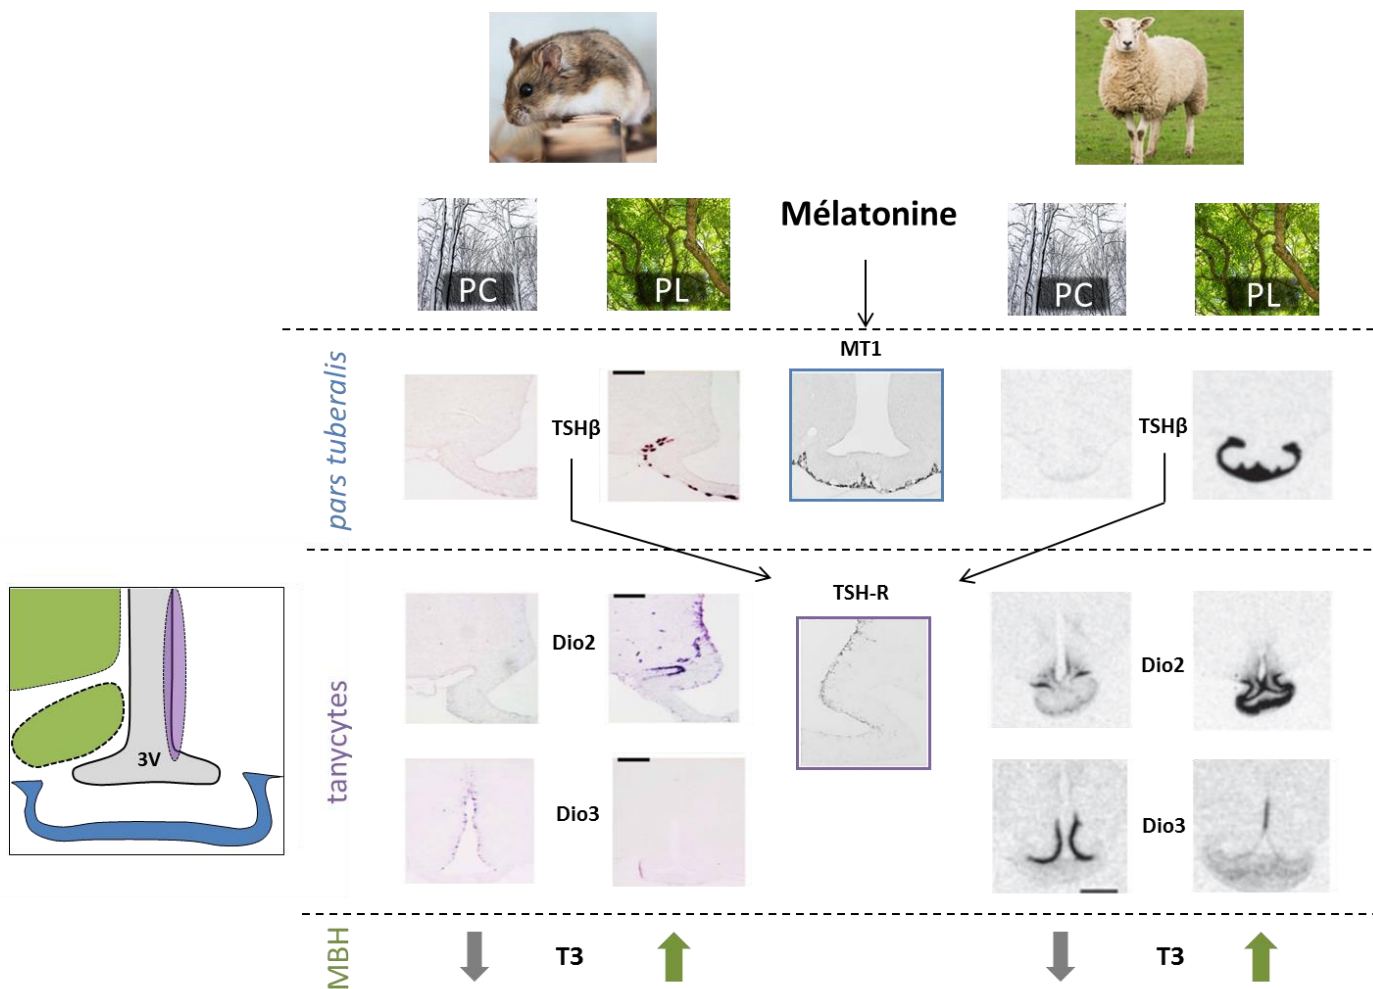 Mélatonine
PC
PL
PC
PL
MT1
pars tuberalis
TSHβ
TSHβ
TSH-R
tanycytes
Dio2
Dio2
3V
Dio3
Dio3
MBH
T3
T3